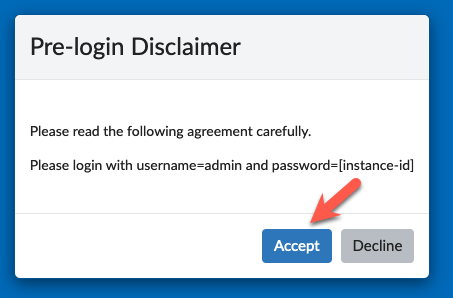 Pre-login Disclaimer
Please read the following agreement carefully.
Please login with username=admin and password=[instance-id]
Accept
Decline